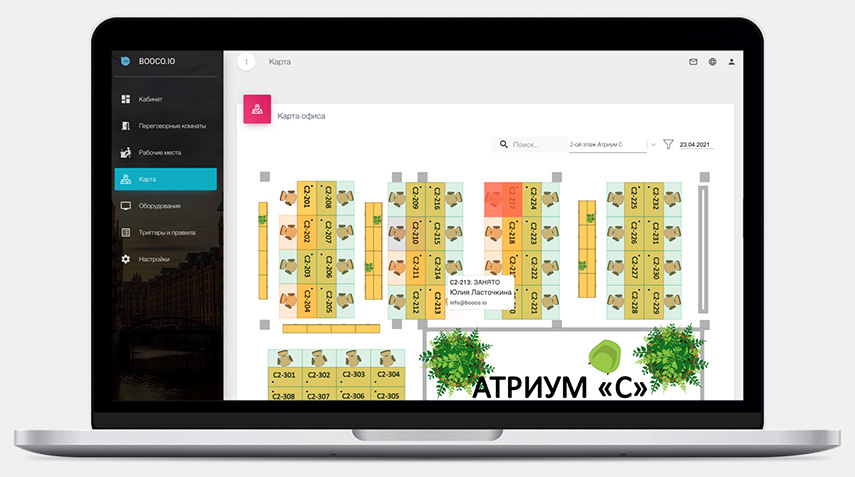 BOOCO.IO
Карта
Кабинет
Переговорные комнаты
Рабочие места
Карта
Оборудование
Триггеры и правила
Настройки
Карта офиса
Поиск...
2-ой этаж Атриум С
23.04.2021
C2-201 C2-208
C2-202 C2-207
C2-203 C2-206
C2-204 C2-205
C2-209 C2-216
C2-210 C2-215
C2-211 C2-214
C2-212 C2-213
C2-217 C2-224
C2-218 C2-223
C2-222
C2-221
C2-225 C2-232
C2-226 C2-231
C2-227 C2-230
C2-228 C2-229
C2-213: ЗАНЯТО
Юлия Ласточкина
info@booco.io
C2-301 C2-302 C2-303 C2-304
C2-308 C2-307 C2-306 C2-305
АТРИУМ «С»